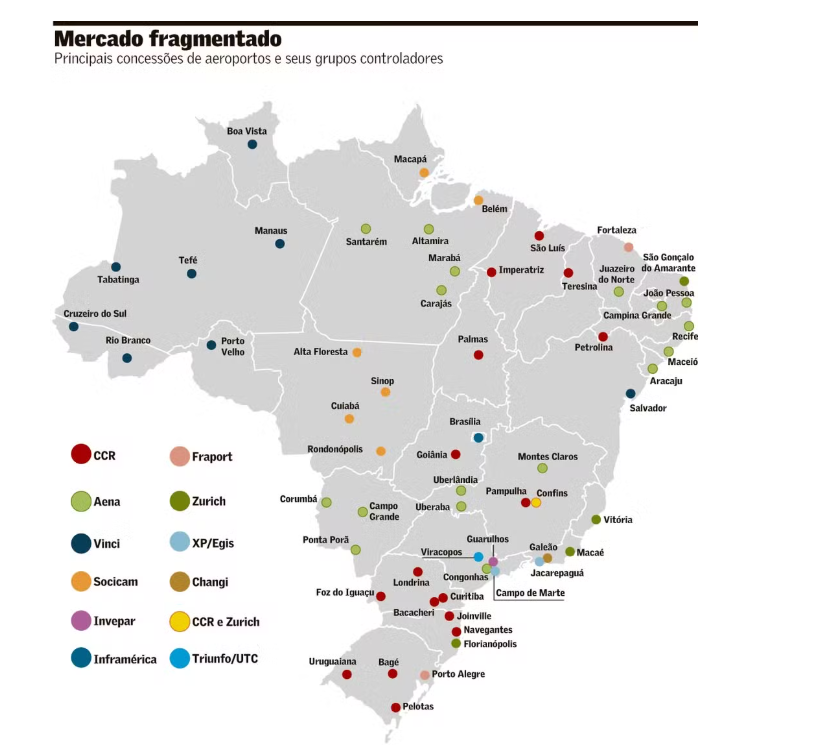 Mercado fragmentado
Principais concessões de aeroportos e seus grupos controladores
Boa Vista
Macapá
Belém
Santarém
Altamira
Manaus
Tefé
Tabatinga
Marabá
Carajás
São Luís
Imperatriz
Teresina
Fortaleza
São Gonçalo
do Amarante
Juazeiro
do Norte
João Pessoa
Campina Grande
Recife
Maceió
Aracaju
Petrolina
Salvador
Cruzeiro do Sul
Rio Branco
Porto
Velho
Alta Floresta
Sinop
Cuiabá
Rondonópolis
Palmas
Brasília
Goiânia
Montes Claros
Uberlândia
Uberaba
Pampulha
Confins
Corumbá
Campo
Grande
Ponta Porã
Vitória
Guarulhos
Viracopos
Galeão
Macaé
Jacarepaguá
Congonhas
Campo de Marte
Londrina
Foz do Iguaçu
Curitiba
Bacacheri
Joinville
Navegantes
Florianópolis
Uruguaiana
Bagé
Porto Alegre
Pelotas
CCR
Fraport
Aena
Zurich
Vinci
XP/Egis
Socicam
Changi
Invepar
CCR e Zurich
Inframérica
Triunfo/UTC